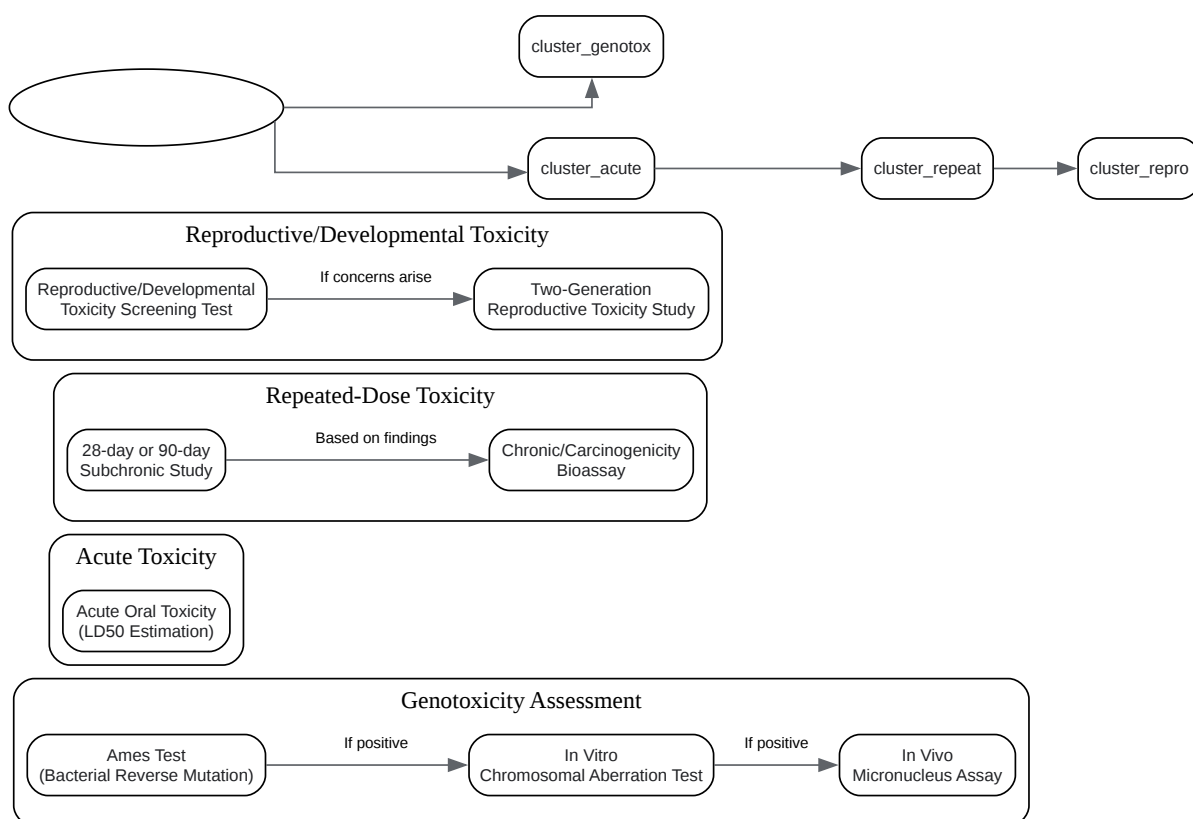 cluster_genotox
cluster_acute
cluster_repeat
cluster_repro
Reproductive/Developmental Toxicity
Reproductive/Developmental
Toxicity Screening Test
If concerns arise
Two-Generation
Reproductive Toxicity Study
Repeated-Dose Toxicity
28-day or 90-day
Subchronic Study
Based on findings
Chronic/Carcinogenicity
Bioassay
Acute Toxicity
Acute Oral Toxicity
(LD50 Estimation)
Genotoxicity Assessment
Ames Test
(Bacterial Reverse Mutation)
If positive
In Vitro
Chromosomal Aberration Test
If positive
In Vivo
Micronucleus Assay